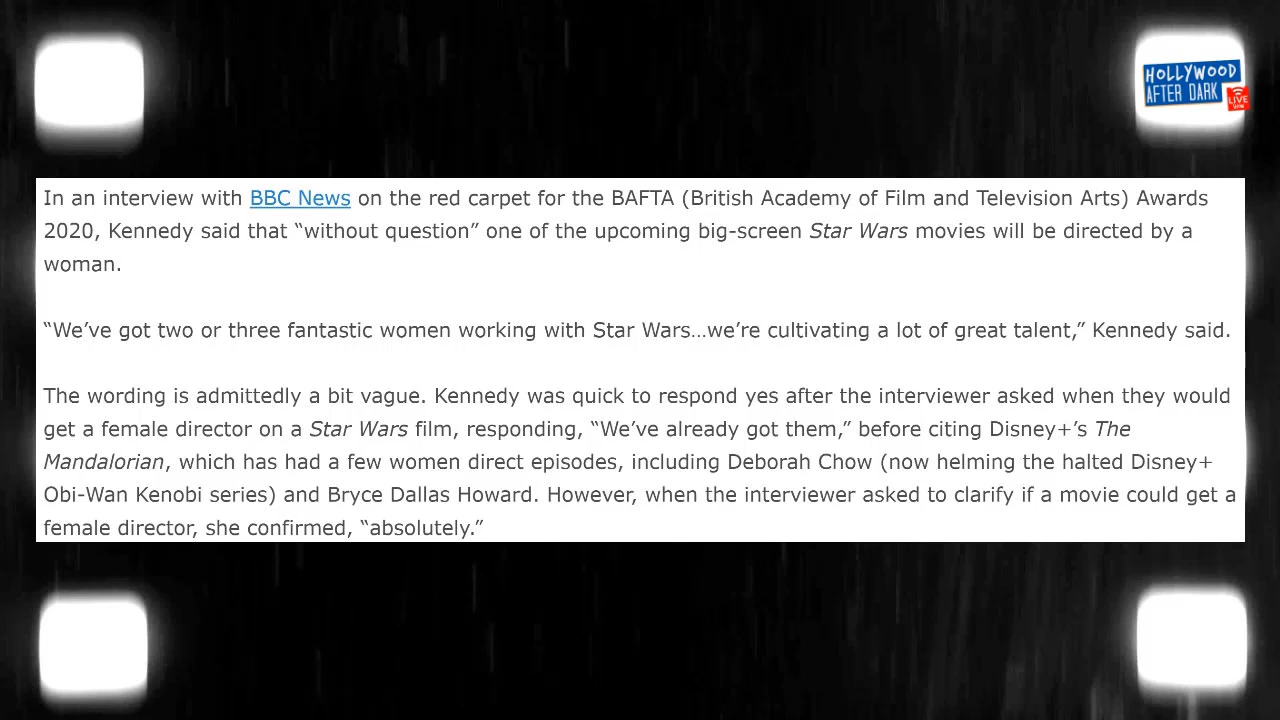 HOLLYWOOD
AFTER DARK
LIVE
SHOW
In an interview with BBC News on the red carpet for the BAFTA (British Academy of Film and Television Arts) Awards
2020, Kennedy said that “without question” one of the upcoming big-screen Star Wars movies will be directed by a
woman.
“We’ve got two or three fantastic women working with Star Wars…we’re cultivating a lot of great talent,” Kennedy said.
The wording is admittedly a bit vague. Kennedy was quick to respond yes after the interviewer asked when they would
get a female director on a Star Wars film, responding, “We’ve already got them,” before citing Disney+’s The
Mandalorian, which has had a few women direct episodes, including Deborah Chow (now helming the halted Disney+
Obi-Wan Kenobi series) and Bryce Dallas Howard. However, when the interviewer asked to clarify if a movie could get a
female director, she confirmed, “absolutely.”